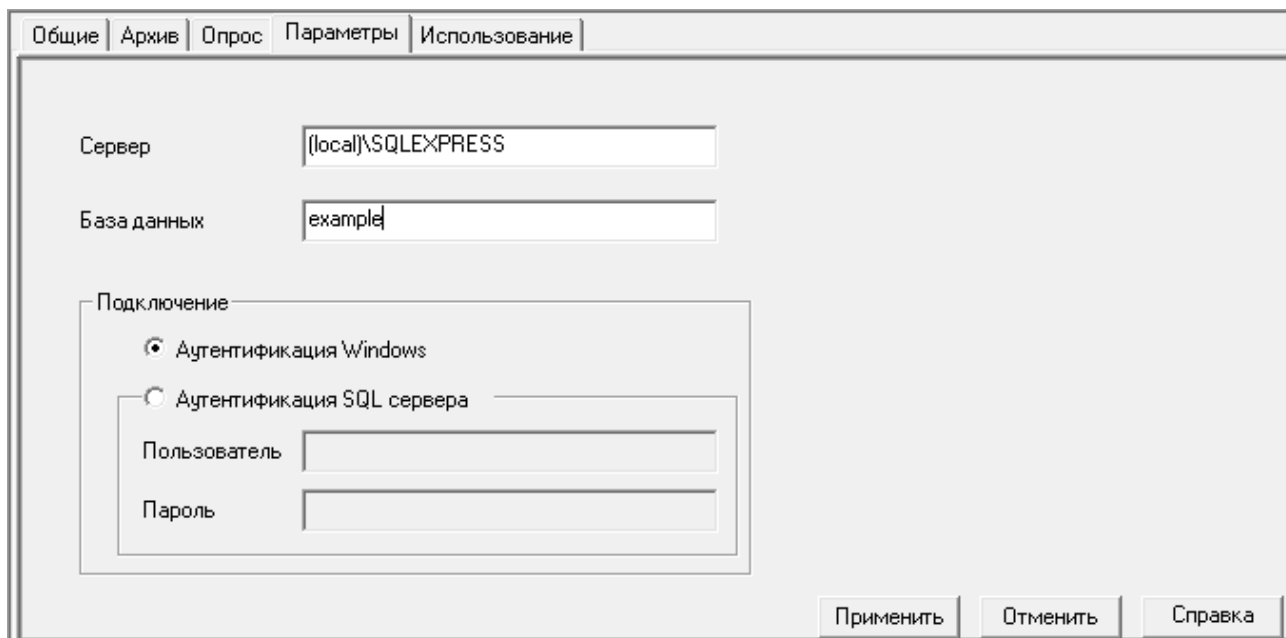 Общие Архив Опрос Параметры Использование
Сервер (local)\SQLEXPRESS
База данных example
Подключение
Аутентификация Windows
Аутентификация SQL сервера
Пользователь
Пароль
Применить Отменить Справка